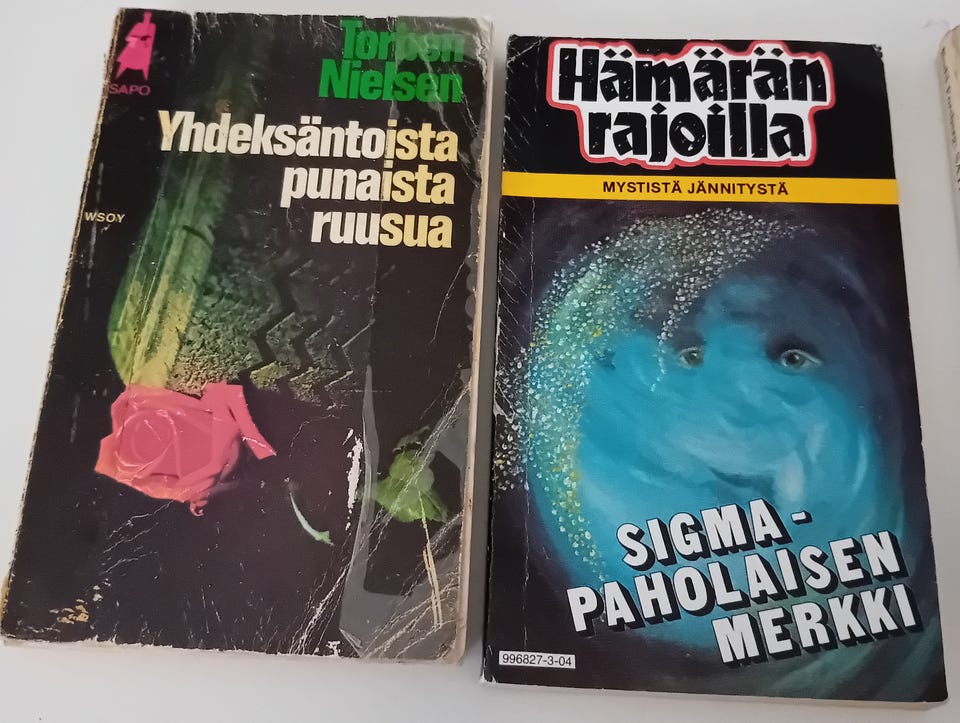 SAPO
Torben
Nielsen
Yhdeksäntoista
punaista
ruusua
WSOY
Hämärän
rajoilla
MYSTISTÄ JÄNNITYSTÄ
SIGMA-
PAHOLAISEN
MERKKI
996827-3-04